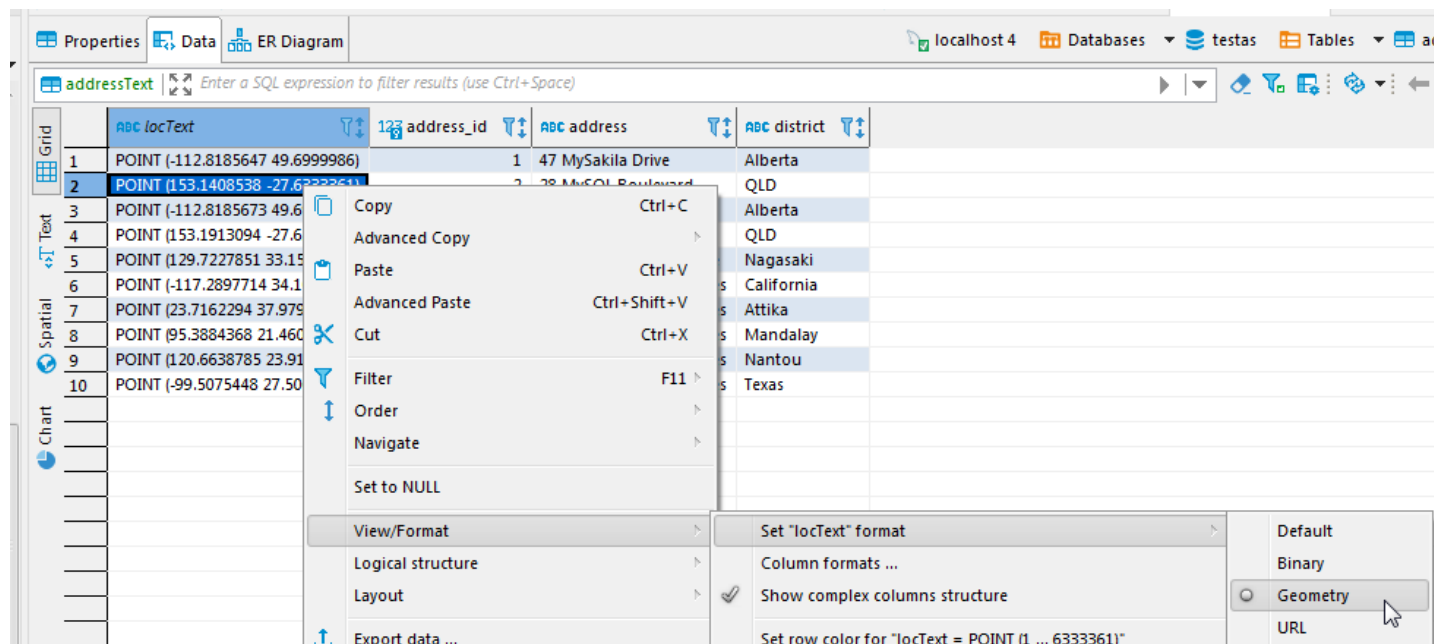 Properties Data ER Diagram localhost 4 Databases testas Tables
addressText Enter a SQL expression to filter results (use Ctrl+Space)
Grid
Text
Spatial
Chart
ABC locText 123 address_id ABC address ABC district
1 POINT (-112.8185647 49.6999986) 1 47 MySakila Drive Alberta
2 POINT (153.1408538 -27.6333361) 2 28 MySQL Boulevard QLD
3 POINT (-112.8185673 49.6 Alberta
4 POINT (153.1913094 -27.6 QLD
5 POINT (129.7227851 33.15 Nagasaki
6 POINT (-117.2897714 34.1 s California
7 POINT (23.7162294 37.979 s Attika
8 POINT (95.3884368 21.460 s Mandalay
9 POINT (120.6638785 23.91 s Nantou
10 POINT (-99.5075448 27.50 s Texas
Copy Ctrl+C
Advanced Copy
Paste Ctrl+V
Advanced Paste Ctrl+Shift+V
Cut Ctrl+X
Filter F11
Order
Navigate
Set to NULL
View/Format
Logical structure
Layout
Export data ...
Set "locText" format
Column formats ...
Show complex columns structure
Set row color for "locText = POINT (1 ... 6333361)"
Default
Binary
Geometry
URL